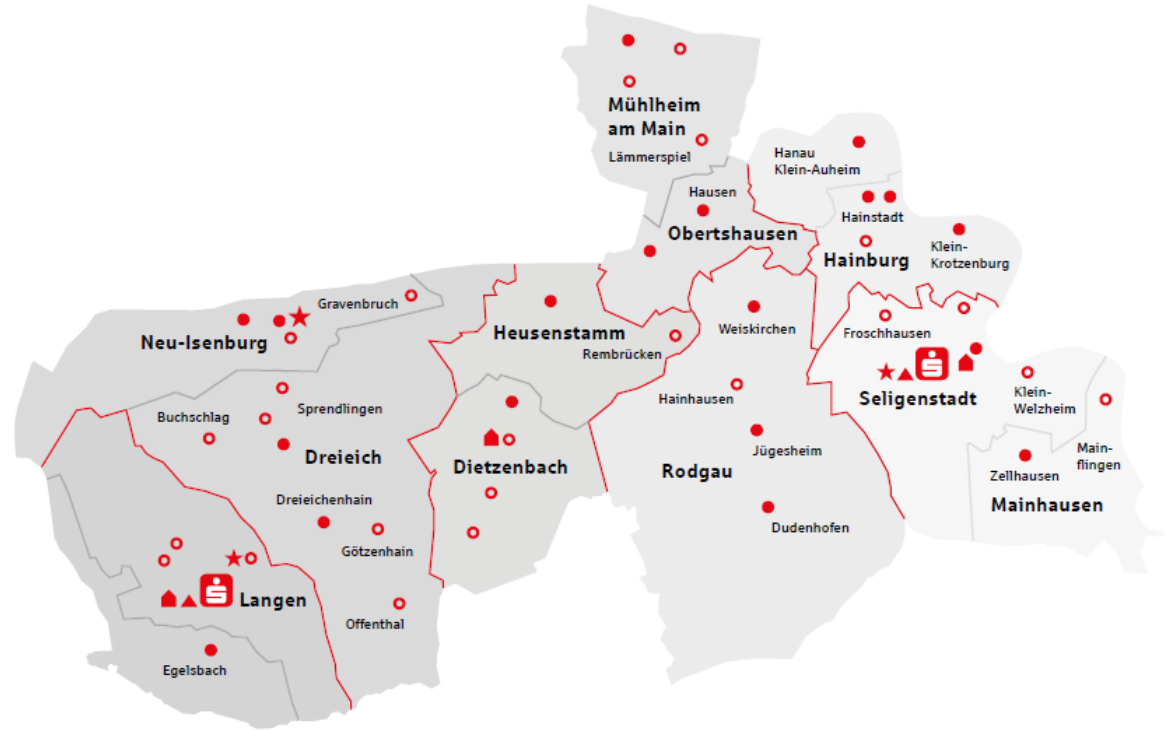 Mühlheim
am Main
Lämmerspiel
Hanau
Klein-Auheim
Hausen
Hainstadt
Obertshausen
Klein-
Krotzenburg
Hainburg
Gravenbruch
Neu-Isenburg
Heusenstamm
Rembrücken
Weiskirchen
Froschhausen
Seligenstadt
Klein-
Welzheim
Hainhausen
Buchschlag
Sprendlingen
Dreieich
Dietzenbach
Rodgau
Jügesheim
Main-
flingen
Zellhausen
Mainhausen
Dreieichenhain
Götzenhain
Dudenhofen
Langen
Offenthal
Egelsbach